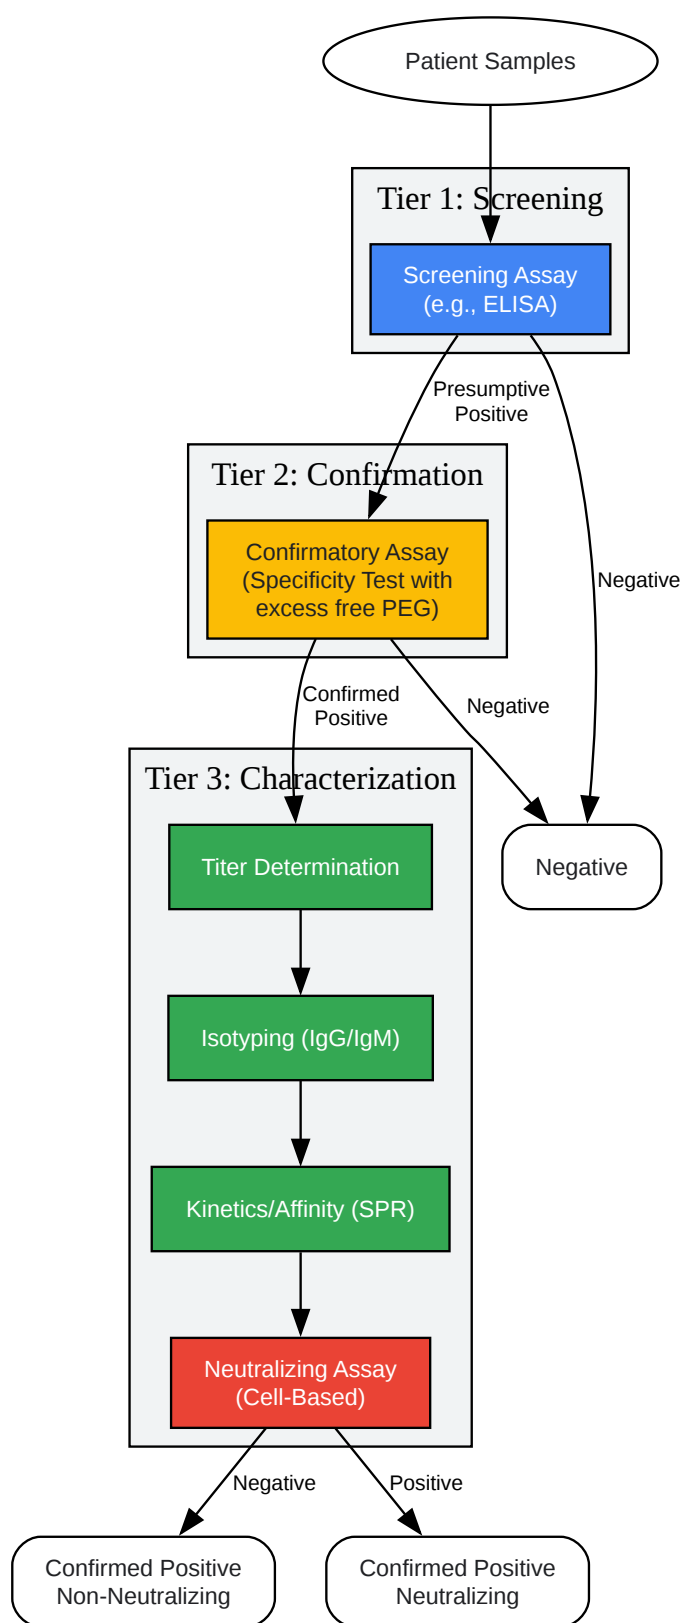 Patient Samples
Tier 1: Screening
Screening Assay
(e.g., ELISA)
Presumptive
Positive
Tier 2: Confirmation
Confirmatory Assay
(Specificity Test with
excess free PEG)
Negative
Confirmed
Positive
Negative
Tier 3: Characterization
Titer Determination
Negative
Isotyping (IgG/IgM)
Kinetics/Affinity (SPR)
Neutralizing Assay
(Cell-Based)
Negative
Positive
Confirmed Positive
Non-Neutralizing
Confirmed Positive
Neutralizing